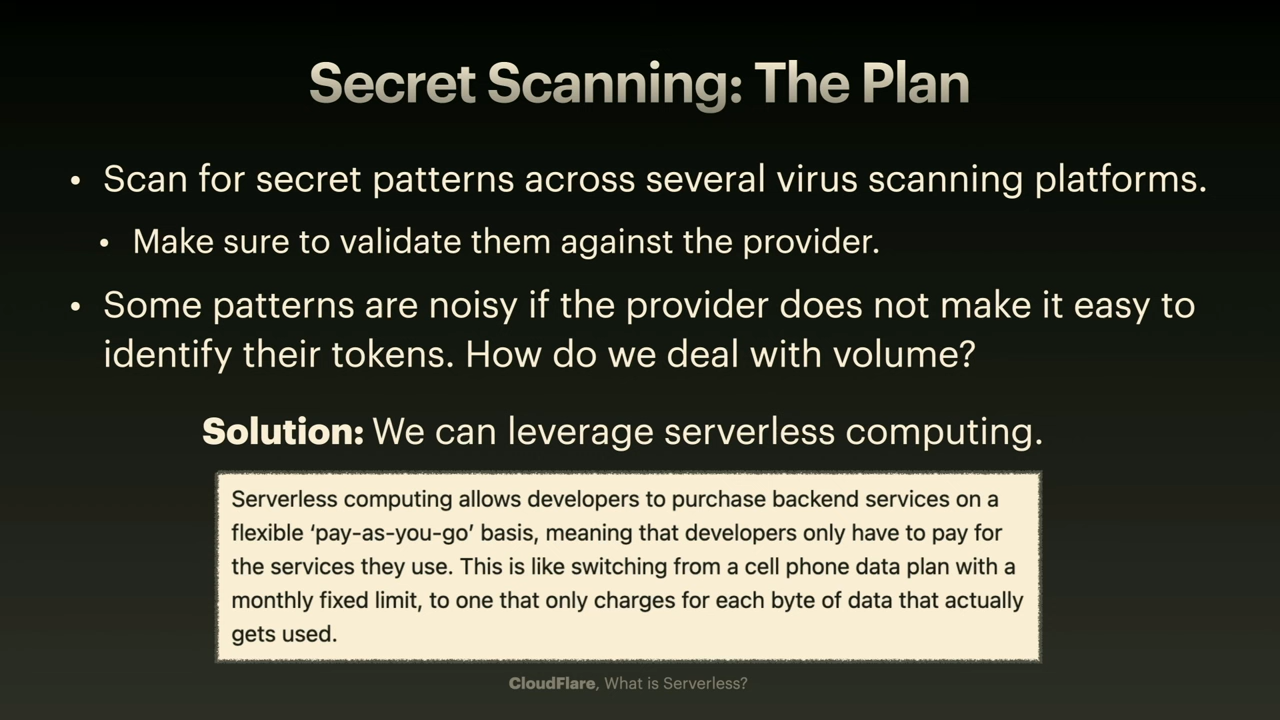 Secret Scanning: The Plan
• Scan for secret patterns across several virus scanning platforms.
• Make sure to validate them against the provider.
• Some patterns are noisy if the provider does not make it easy to
identify their tokens. How do we deal with volume?
Solution: We can leverage serverless computing.
Serverless computing allows developers to purchase backend services on a
flexible ‘pay-as-you-go’ basis, meaning that developers only have to pay for
the services they use. This is like switching from a cell phone data plan with a
monthly fixed limit, to one that only charges for each byte of data that actually
gets used.
CloudFlare, What is Serverless?